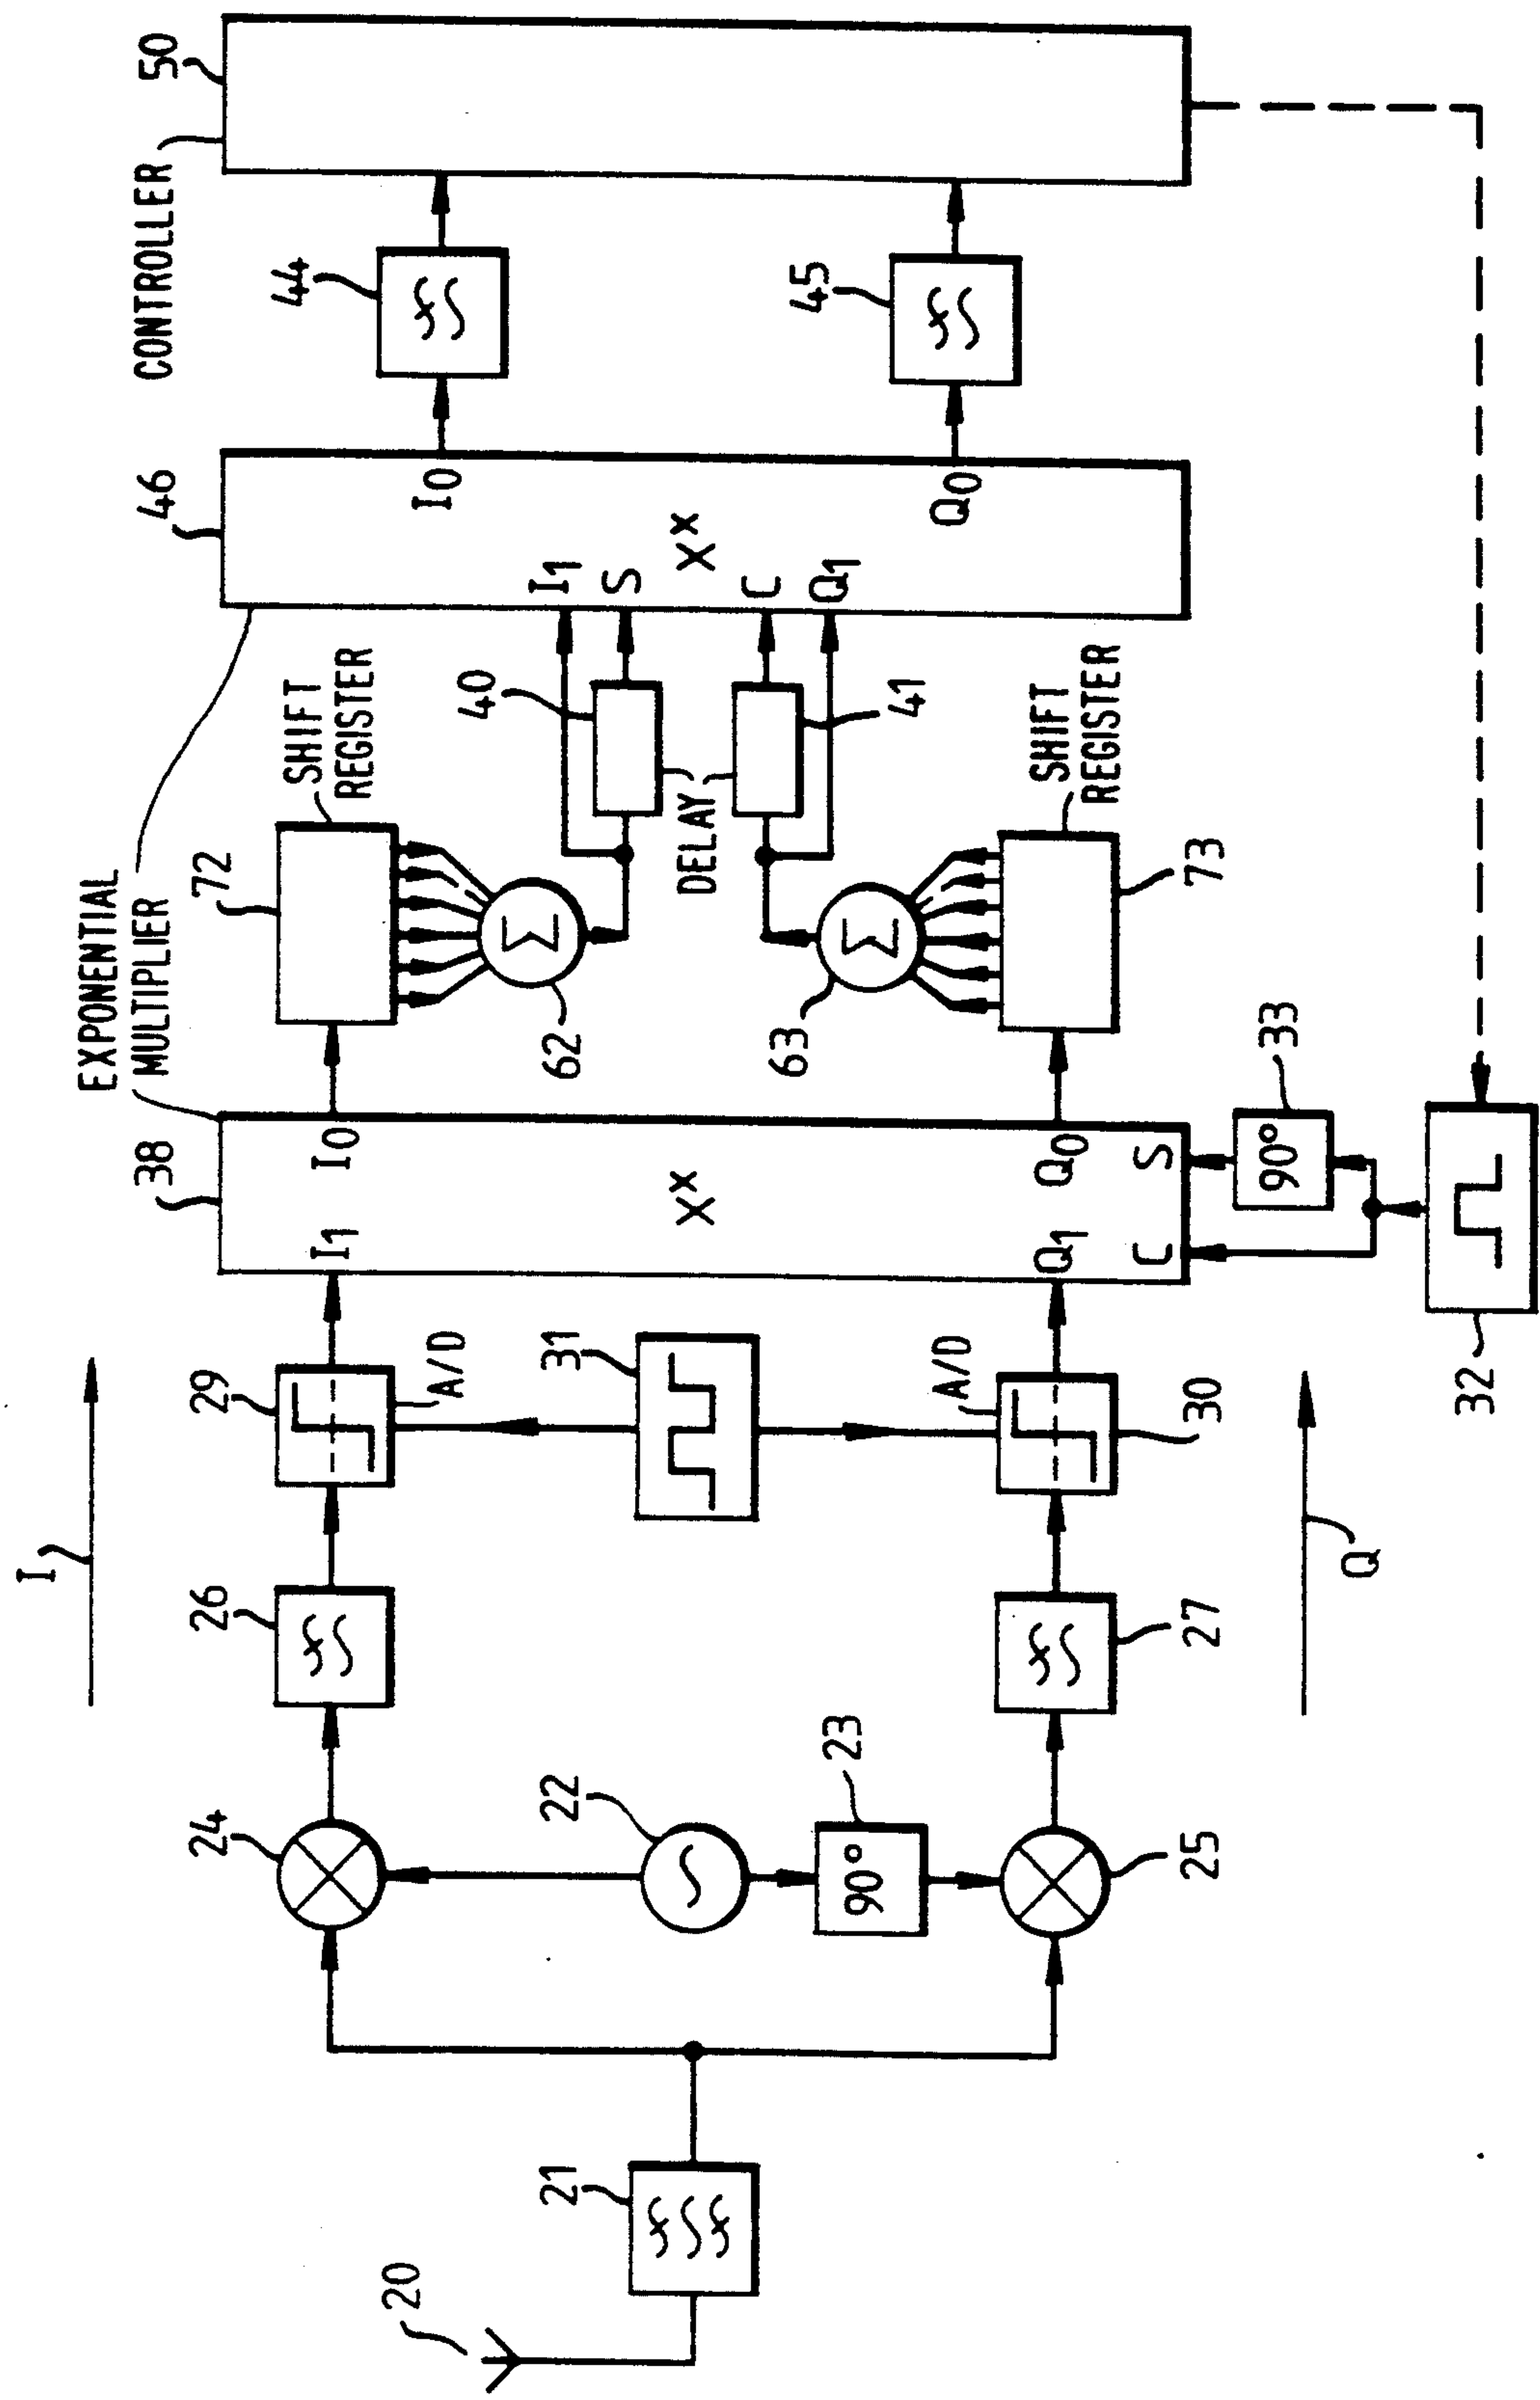 I
20
21
22
23
90°
24
25
26
27
29
A/D
31
A/D
30
Q
EXPONENTIAL
MULTIPLIER
38
I1
I0
X^X
Q1
Q0
C
S
90°
33
32
72
SHIFT
REGISTER
Σ
62
40
DELAY
41
Σ
63
SHIFT
REGISTER
73
46
I1
S
X^X
C
Q1
I0
Q0
44
45
CONTROLLER
50